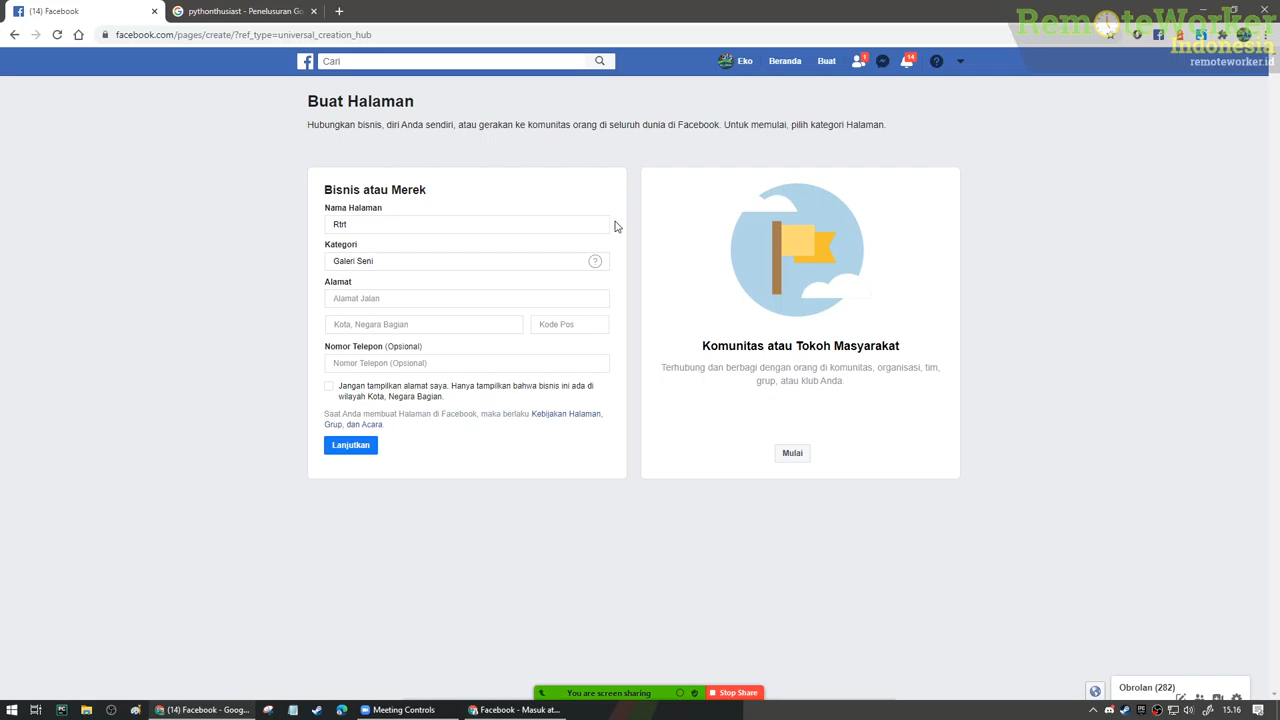 (14) Facebook
pythonthusiast - Penelusuran Go
facebook.com/pages/create/?ref_type=universal_creation_hub
RemoteWorker
Indonesia
remoteworker.id
Cari
Eko
Beranda
Buat
1
14
Buat Halaman
Hubungkan bisnis, diri Anda sendiri, atau gerakan ke komunitas orang di seluruh dunia di Facebook. Untuk memulai, pilih kategori Halaman.
Bisnis atau Merek
Nama Halaman
Rtrt
Kategori
Galeri Seni
Alamat
Alamat Jalan
Kota, Negara Bagian
Kode Pos
Nomor Telepon (Opsional)
Nomor Telepon (Opsional)
Jangan tampilkan alamat saya. Hanya tampilkan bahwa bisnis ini ada di
wilayah Kota, Negara Bagian.
Saat Anda membuat Halaman di Facebook, maka berlaku Kebijakan Halaman,
Grup, dan Acara.
Lanjutkan
Komunitas atau Tokoh Masyarakat
Terhubung dan berbagi dengan orang di komunitas, organisasi, tim,
grup, atau klub Anda.
Mulai
You are screen sharing
Stop Share
Obrolan (282)
(14) Facebook - Goog...
Meeting Controls
Facebook - Masuk at...
15.16